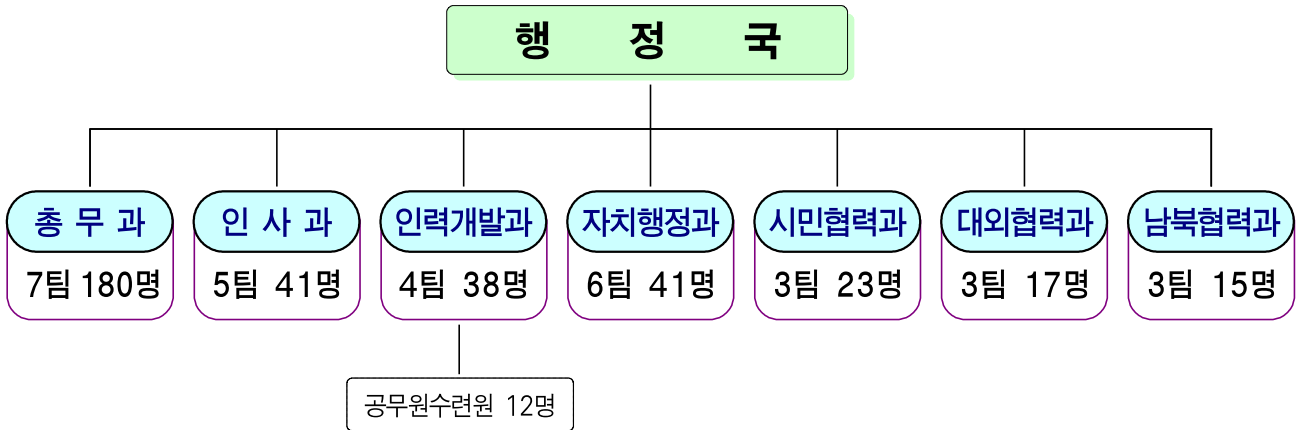 행 정 국
총 무 과
7팀 180명
인 사 과
5팀 41명
인력개발과
4팀 38명
자치행정과
6팀 41명
시민협력과
3팀 23명
대외협력과
3팀 17명
남북협력과
3팀 15명
공무원수련원 12명